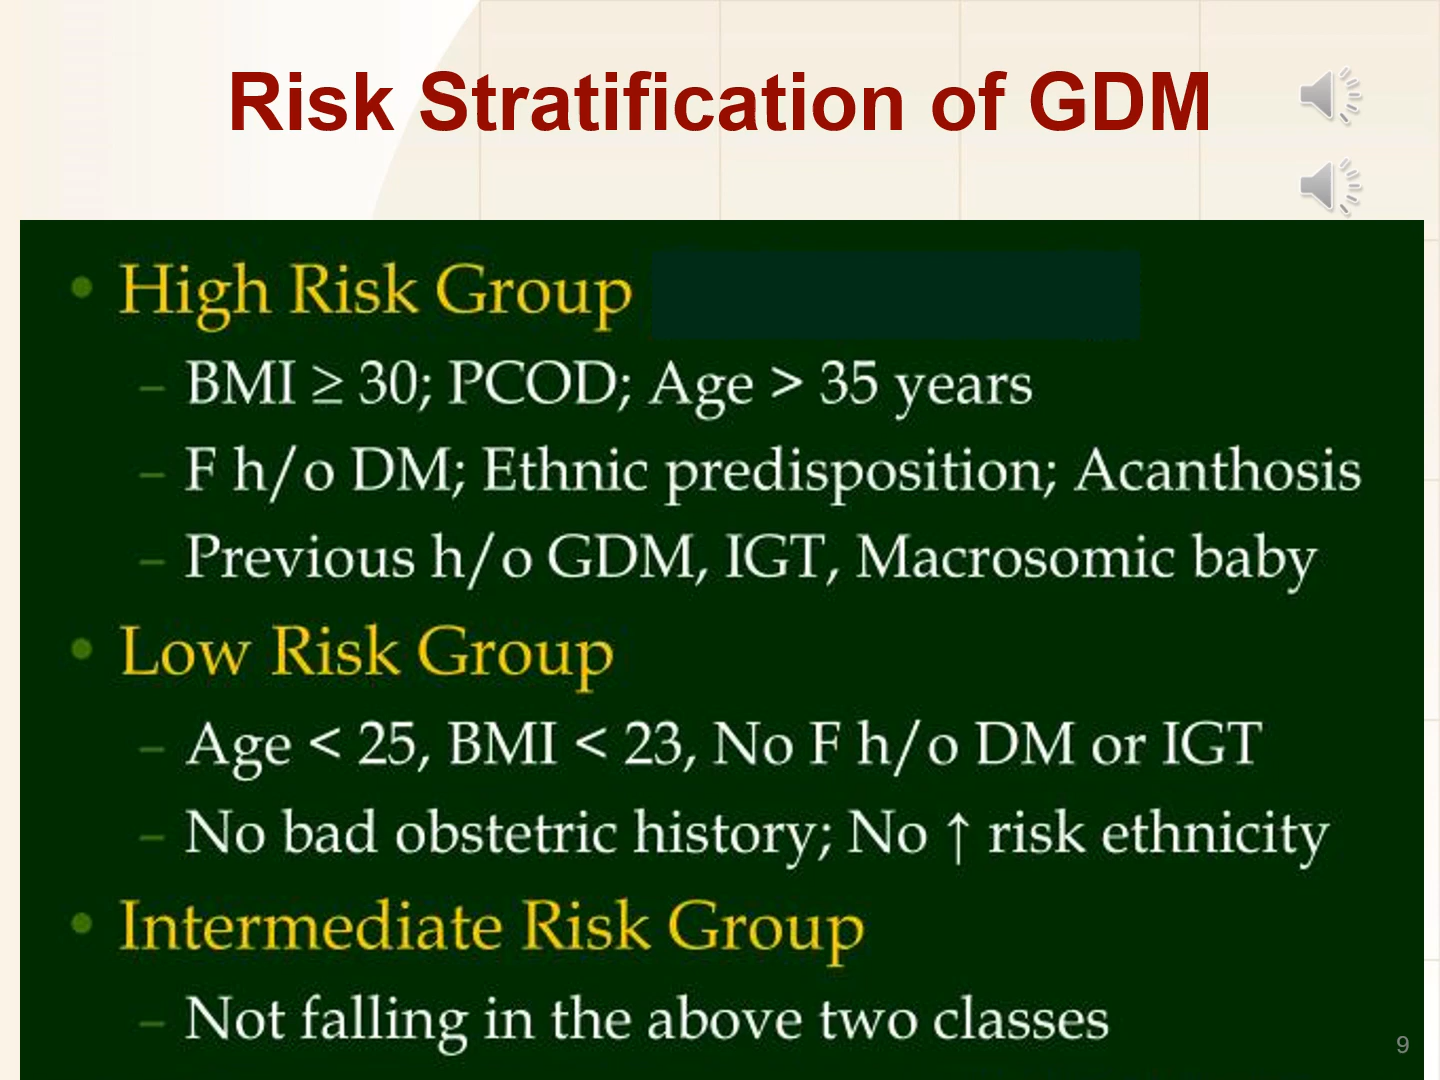 Risk Stratification of GDM
• High Risk Group
– BMI ≥ 30; PCOD; Age > 35 years
– F h/o DM; Ethnic predisposition; Acanthosis
– Previous h/o GDM, IGT, Macrosomic baby
• Low Risk Group
– Age < 25, BMI < 23, No F h/o DM or IGT
– No bad obstetric history; No ↑ risk ethnicity
• Intermediate Risk Group
– Not falling in the above two classes
9